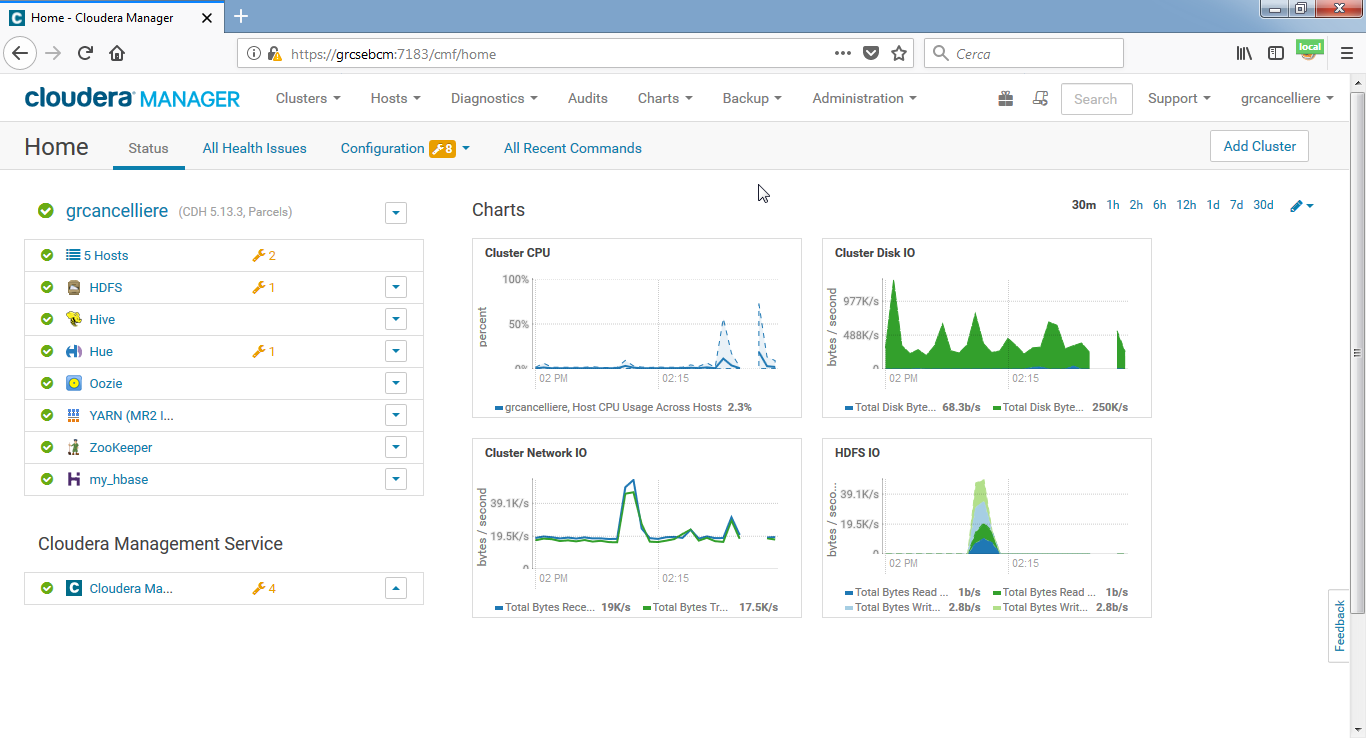 Home - Cloudera Manager
https://grcsebcm:7183/cmf/home
Cerca
local
cloudera MANAGER
Clusters
Hosts
Diagnostics
Audits
Charts
Backup
Administration
Search
Support
grcancelliere
Home
Status
All Health Issues
Configuration 8
All Recent Commands
Add Cluster
grcancelliere (CDH 5.13.3, Parcels)
5 Hosts 2
HDFS 1
Hive
Hue 1
Oozie
YARN (MR2 I...
ZooKeeper
my_hbase
Cloudera Management Service
Cloudera Ma... 4
Charts
30m 1h 2h 6h 12h 1d 7d 30d
Cluster CPU
percent
100%
50%
0%
02 PM 02:15
grcancelliere, Host CPU Usage Across Hosts 2.3%
Cluster Disk IO
bytes / second
977K/s
488K/s
0
02 PM 02:15
Total Disk Byte... 68.3b/s Total Disk Byte... 250K/s
Cluster Network IO
bytes / second
39.1K/s
19.5K/s
0
02 PM 02:15
Total Bytes Rece... 19K/s Total Bytes Tr... 17.5K/s
HDFS IO
bytes / seco...
39.1K/s
19.5K/s
0
02 PM 02:15
Total Bytes Read ... 1b/s Total Bytes Read ... 1b/s
Total Bytes Writ... 2.8b/s Total Bytes Writ... 2.8b/s
Feedback